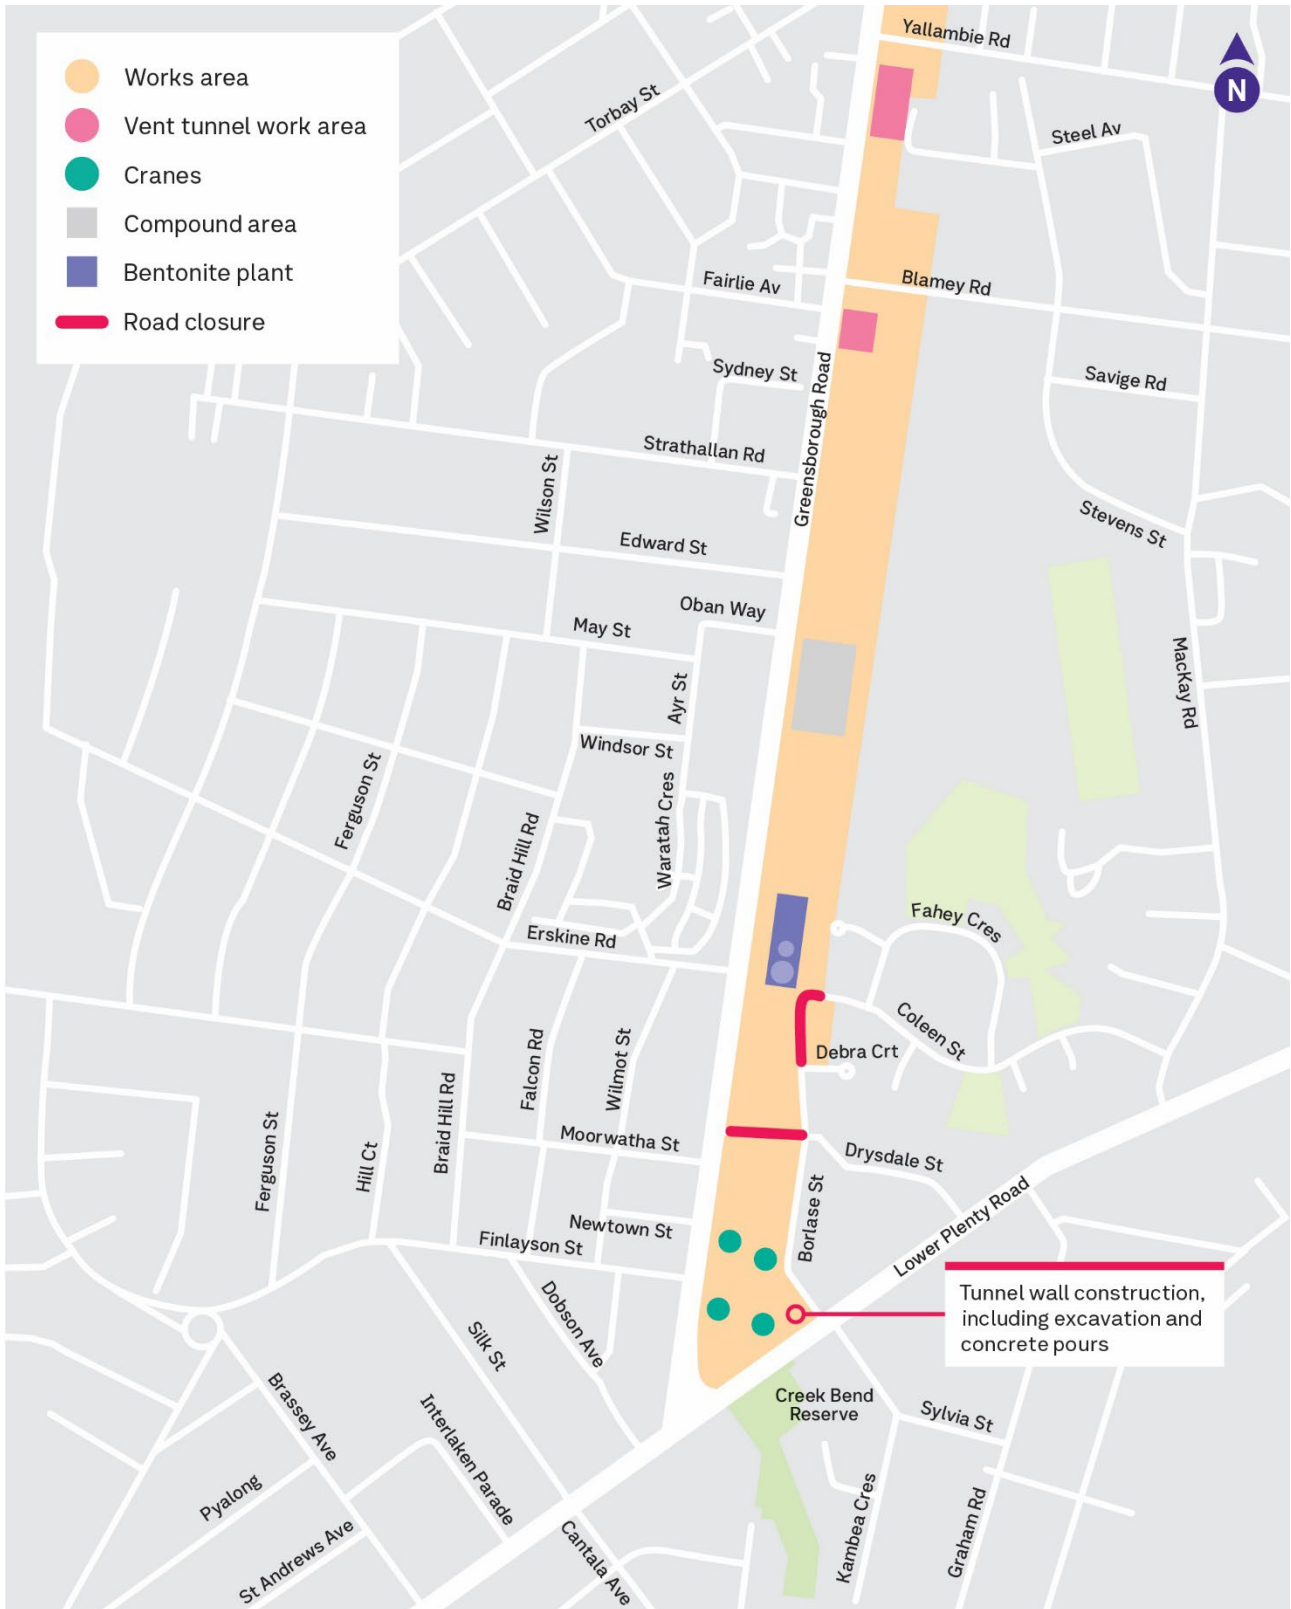 Works area
Vent tunnel work area
Cranes
Compound area
Bentonite plant
Road closure
N
Yallambie Rd
Torbay St
Steel Av
Fairlie Av
Blamey Rd
Sydney St
Savige Rd
Greensborough Road
Strathallan Rd
Wilson St
Stevens St
Edward St
Oban Way
May St
MacKay Rd
Ayr St
Windsor St
Ferguson St
Waratah Cres
Braid Hill Rd
Fahey Cres
Erskine Rd
Coleen St
Debra Crt
Falcon Rd
Wilmot St
Braid Hill Rd
Moorwatha St
Ferguson St
Hill Ct
Drysdale St
Borlase St
Lower Plenty Road
Newtown St
Finlayson St
Tunnel wall construction,
including excavation and
concrete pours
Dobson Ave
Silk St
Brassey Ave
Interlaken Parade
Creek Bend
Reserve
Sylvia St
Pyalong
Kambea Cres
Graham Rd
St Andrews Ave
Cantala Ave